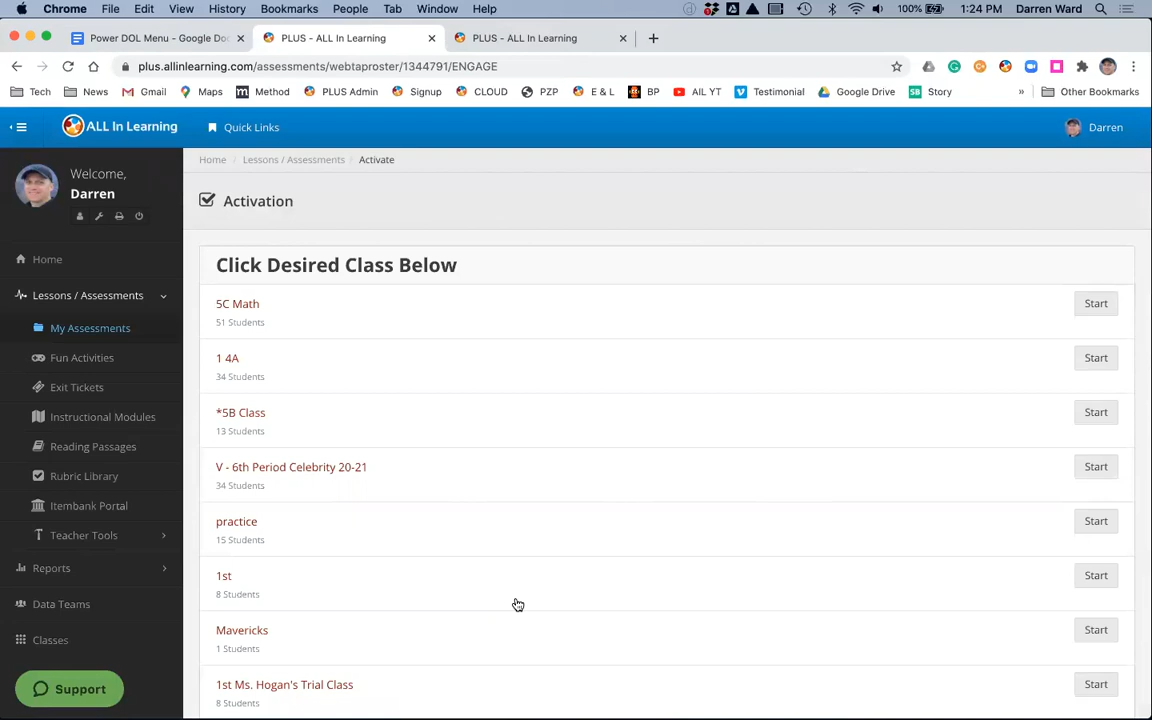 Chrome File Edit View History Bookmarks People Tab Window Help 100% 1:24 PM Darren Ward
Power DOL Menu - Google Doc PLUS - ALL In Learning PLUS - ALL In Learning
plus.allinlearning.com/assessments/webtaproster/1344791/ENGAGE
Tech News Gmail Maps Method PLUS Admin Signup CLOUD PZP E & L BP AIL YT Testimonial Google Drive Story » Other Bookmarks
ALL In Learning Quick Links Darren
Home / Lessons / Assessments / Activate
Welcome,
Darren
Activation
Home
Lessons / Assessments
My Assessments
Fun Activities
Exit Tickets
Instructional Modules
Reading Passages
Rubric Library
Itembank Portal
Teacher Tools
Reports
Data Teams
Classes
Support
Click Desired Class Below
5C Math Start
51 Students
1 4A Start
34 Students
*5B Class Start
13 Students
V - 6th Period Celebrity 20-21 Start
34 Students
practice Start
15 Students
1st Start
8 Students
Mavericks Start
1 Students
1st Ms. Hogan's Trial Class Start
8 Students